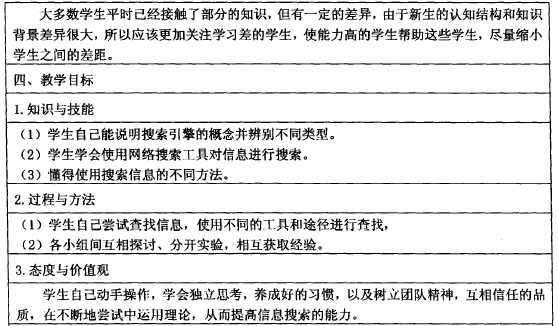 大多数学生平时已经接触了部分的知识，但有一定的差异，由于新生的认知结构和知识
背景差异很大，所以应该更加关注学习差的学生，使能力高的学生帮助这些学生，尽量缩小
学生之间的差距。
四、教学目标
1.知识与技能
（1）学生自己能说明搜索引擎的概念并辨别不同类型。
（2）学生学会使用网络搜索工具对信息进行搜索。
（3）懂得使用搜索信息的不同方法。
2.过程与方法
（1）学生自己尝试查找信息，使用不同的工具和途径进行查找，
（2）各小组间互相探讨、分开实验，相互获取经验。
3.态度与价值观
学生自己动手操作，学会独立思考，养成好的习惯，以及树立团队精神，互相信任的品
质，在不断地尝试中运用理论，从而提高信息搜索的能力。